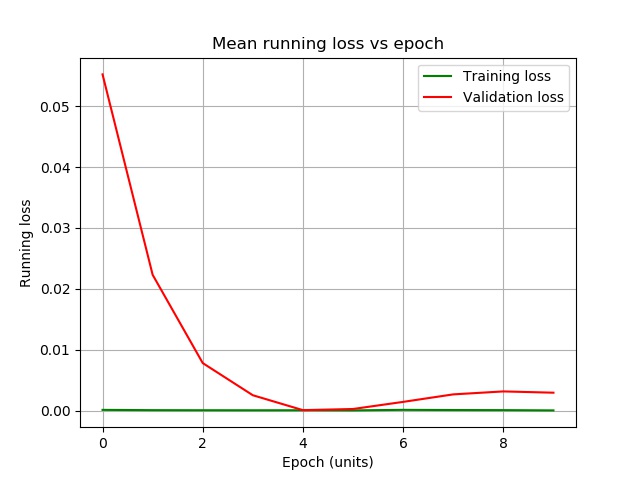 Mean running loss vs epoch
Training loss
Validation loss
0.05
0.04
0.03
0.02
0.01
0.00
Running loss
0 2 4 6 8
Epoch (units)